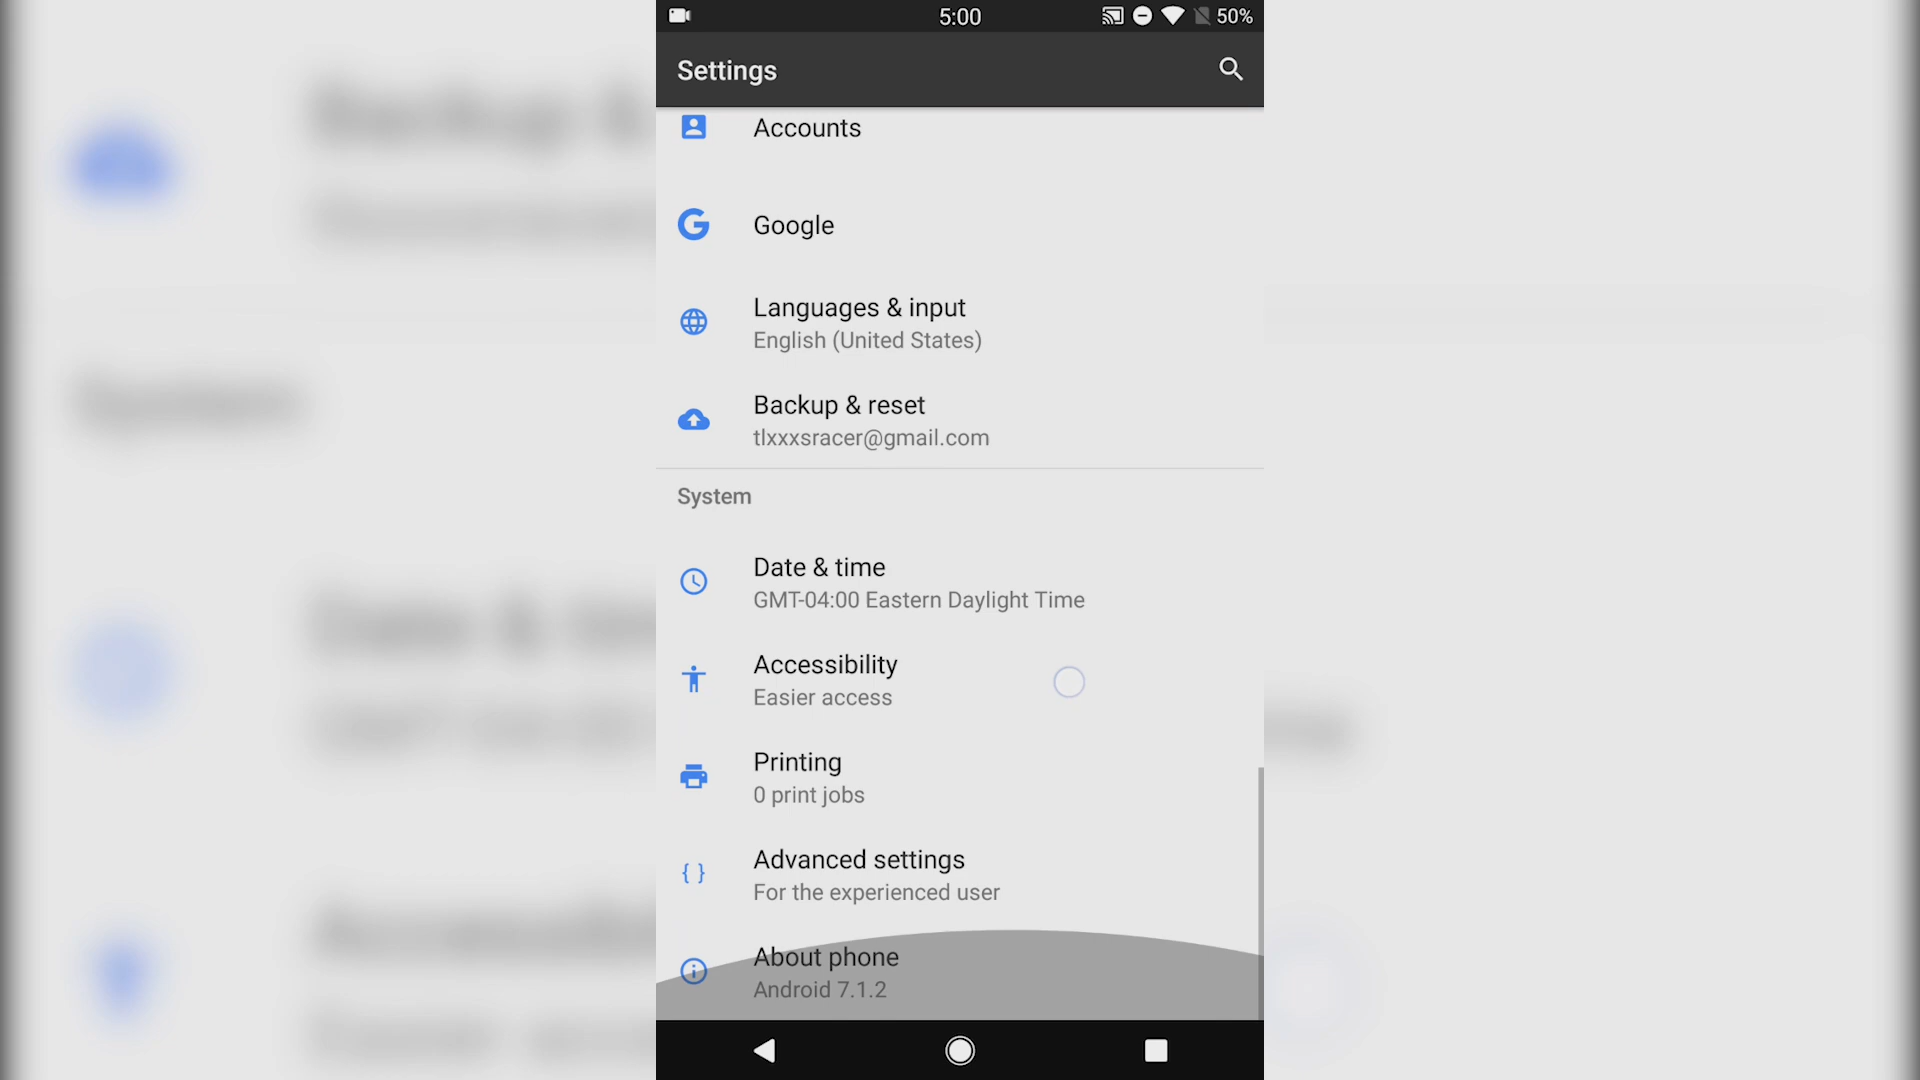 5:00
50%
Settings
Accounts
Google
Languages & input
English (United States)
Backup & reset
tlxxxsracer@gmail.com
System
Date & time
GMT-04:00 Eastern Daylight Time
Accessibility
Easier access
Printing
0 print jobs
Advanced settings
For the experienced user
About phone
Android 7.1.2